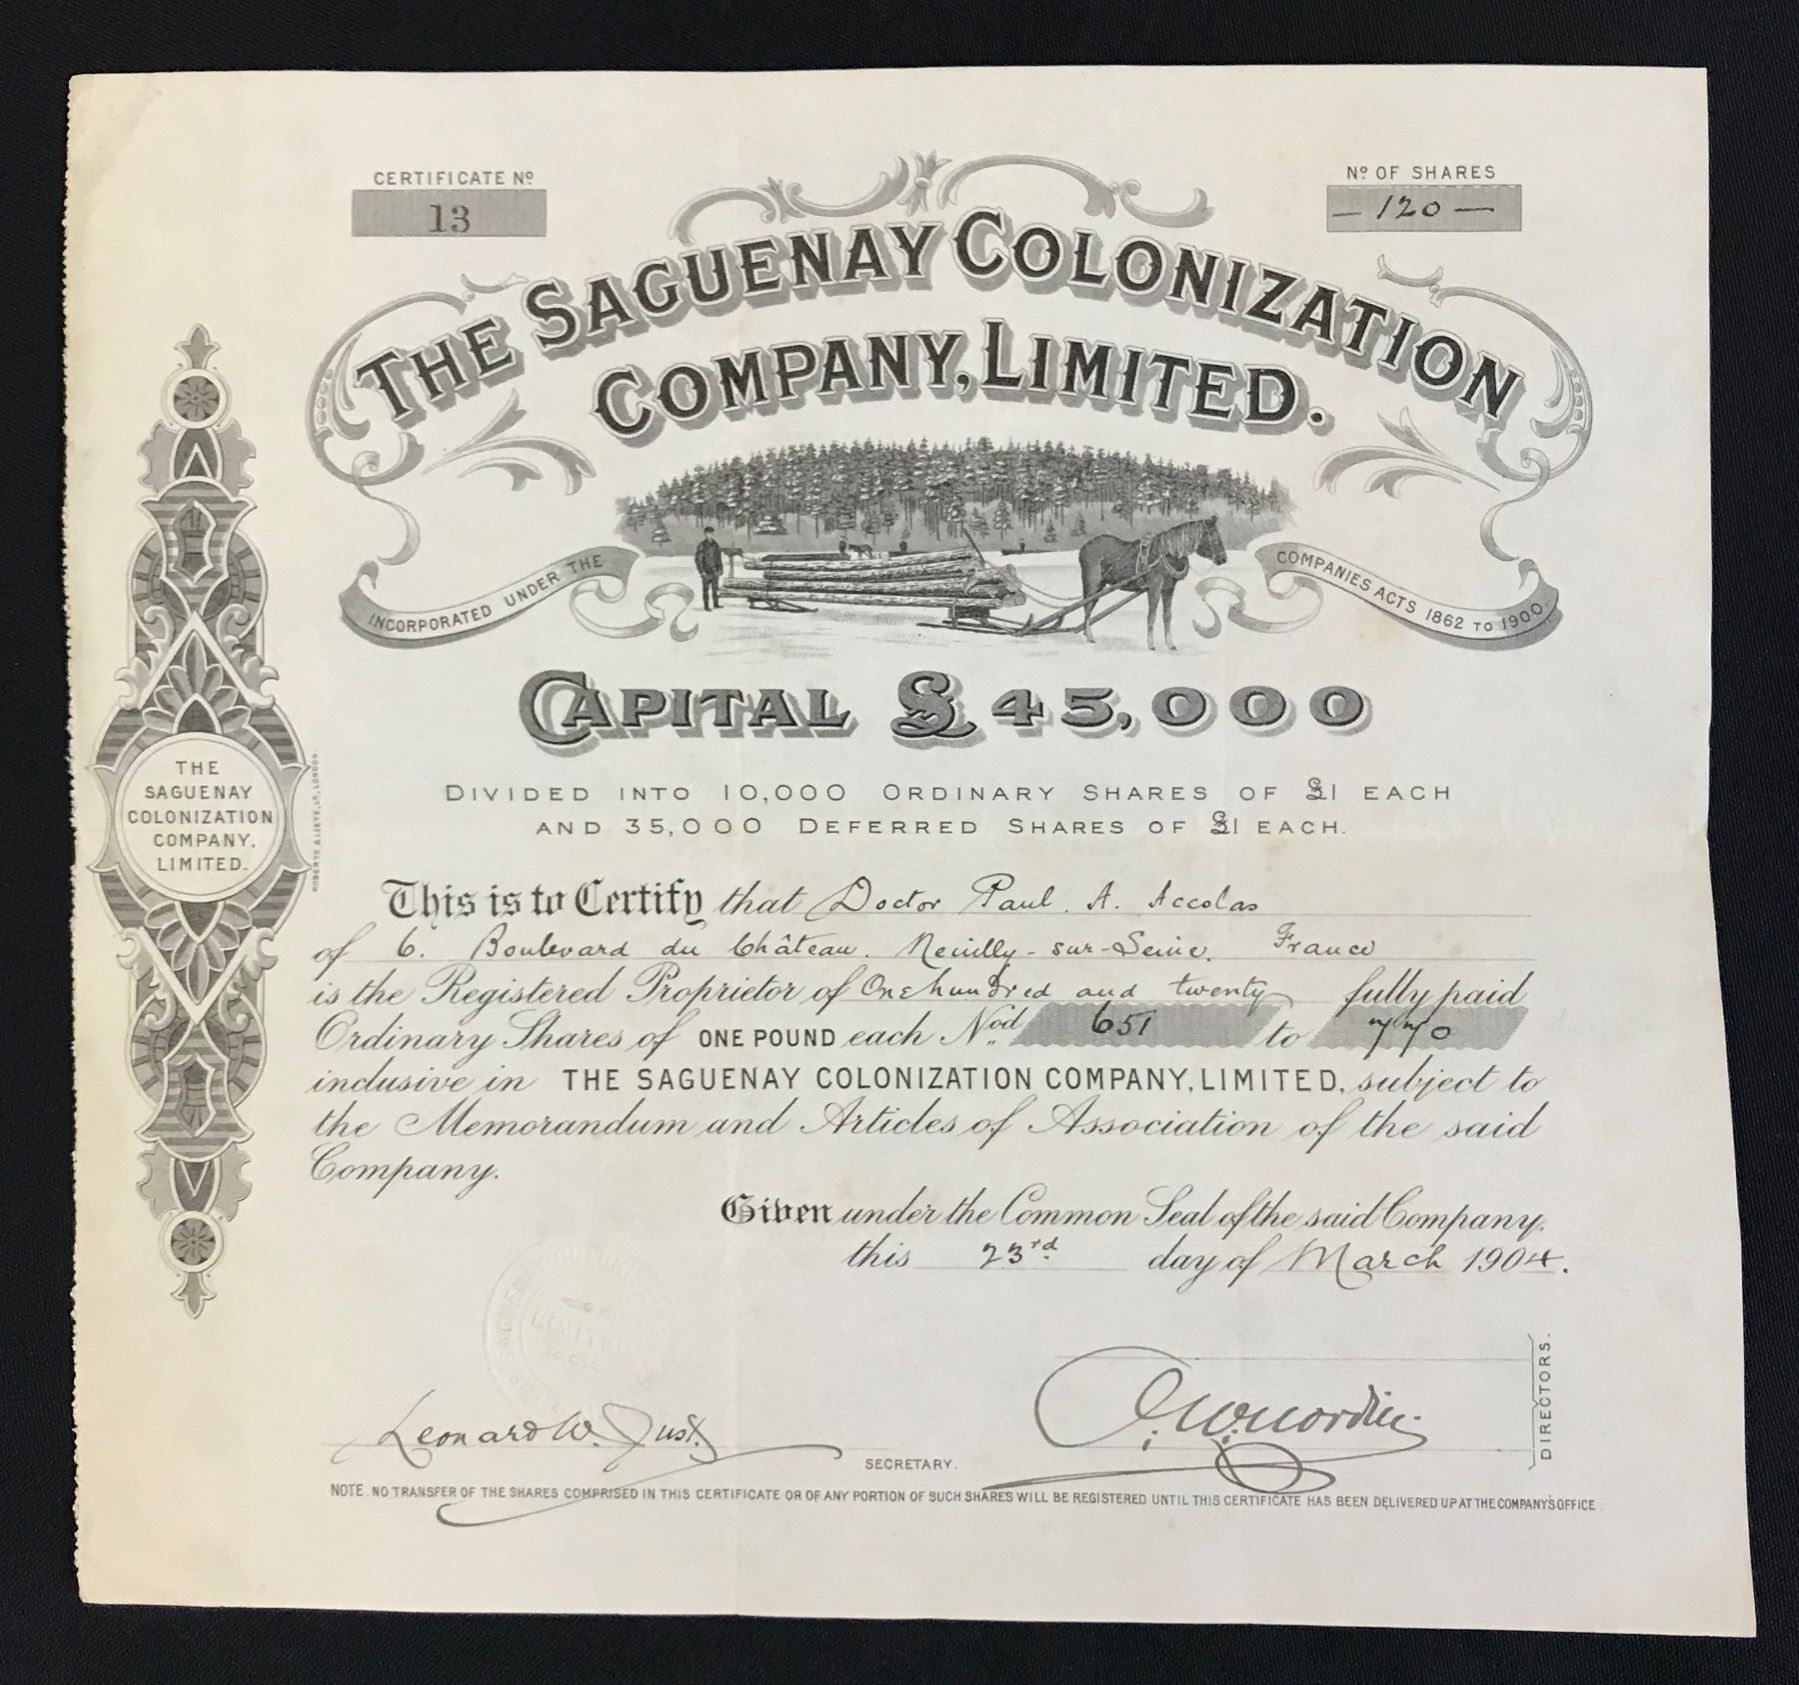 CERTIFICATE Nº
13
Nº OF SHARES
— 120 —
THE SAGUENAY COLONIZATION
COMPANY, LIMITED.
INCORPORATED UNDER THE
COMPANIES ACTS 1862 TO 1900.
CAPITAL £45,000
DIVIDED INTO 10,000 ORDINARY SHARES OF £1 EACH
AND 35,000 DEFERRED SHARES OF £1 EACH.
THE
SAGUENAY
COLONIZATION
COMPANY,
LIMITED.
LONDON.
This is to Certify that Doctor Paul. A. Accolas
of 6. Boulevard du Château. Neuilly-sur-Seine. France
is the Registered Proprietor of One hundred and twenty fully paid
Ordinary Shares of ONE POUND each Nod. 651 to 770
inclusive in THE SAGUENAY COLONIZATION COMPANY, LIMITED, subject to
the Memorandum and Articles of Association of the said
Company.
Given under the Common Seal of the said Company.
this 23rd day of March 1904.
LIMITED
Leonard W. Just.
SECRETARY.
DIRECTORS.
NOTE. NO TRANSFER OF THE SHARES COMPRISED IN THIS CERTIFICATE OR OF ANY PORTION OF SUCH SHARES WILL BE REGISTERED UNTIL THIS CERTIFICATE HAS BEEN DELIVERED UP AT THE COMPANY'S OFFICE